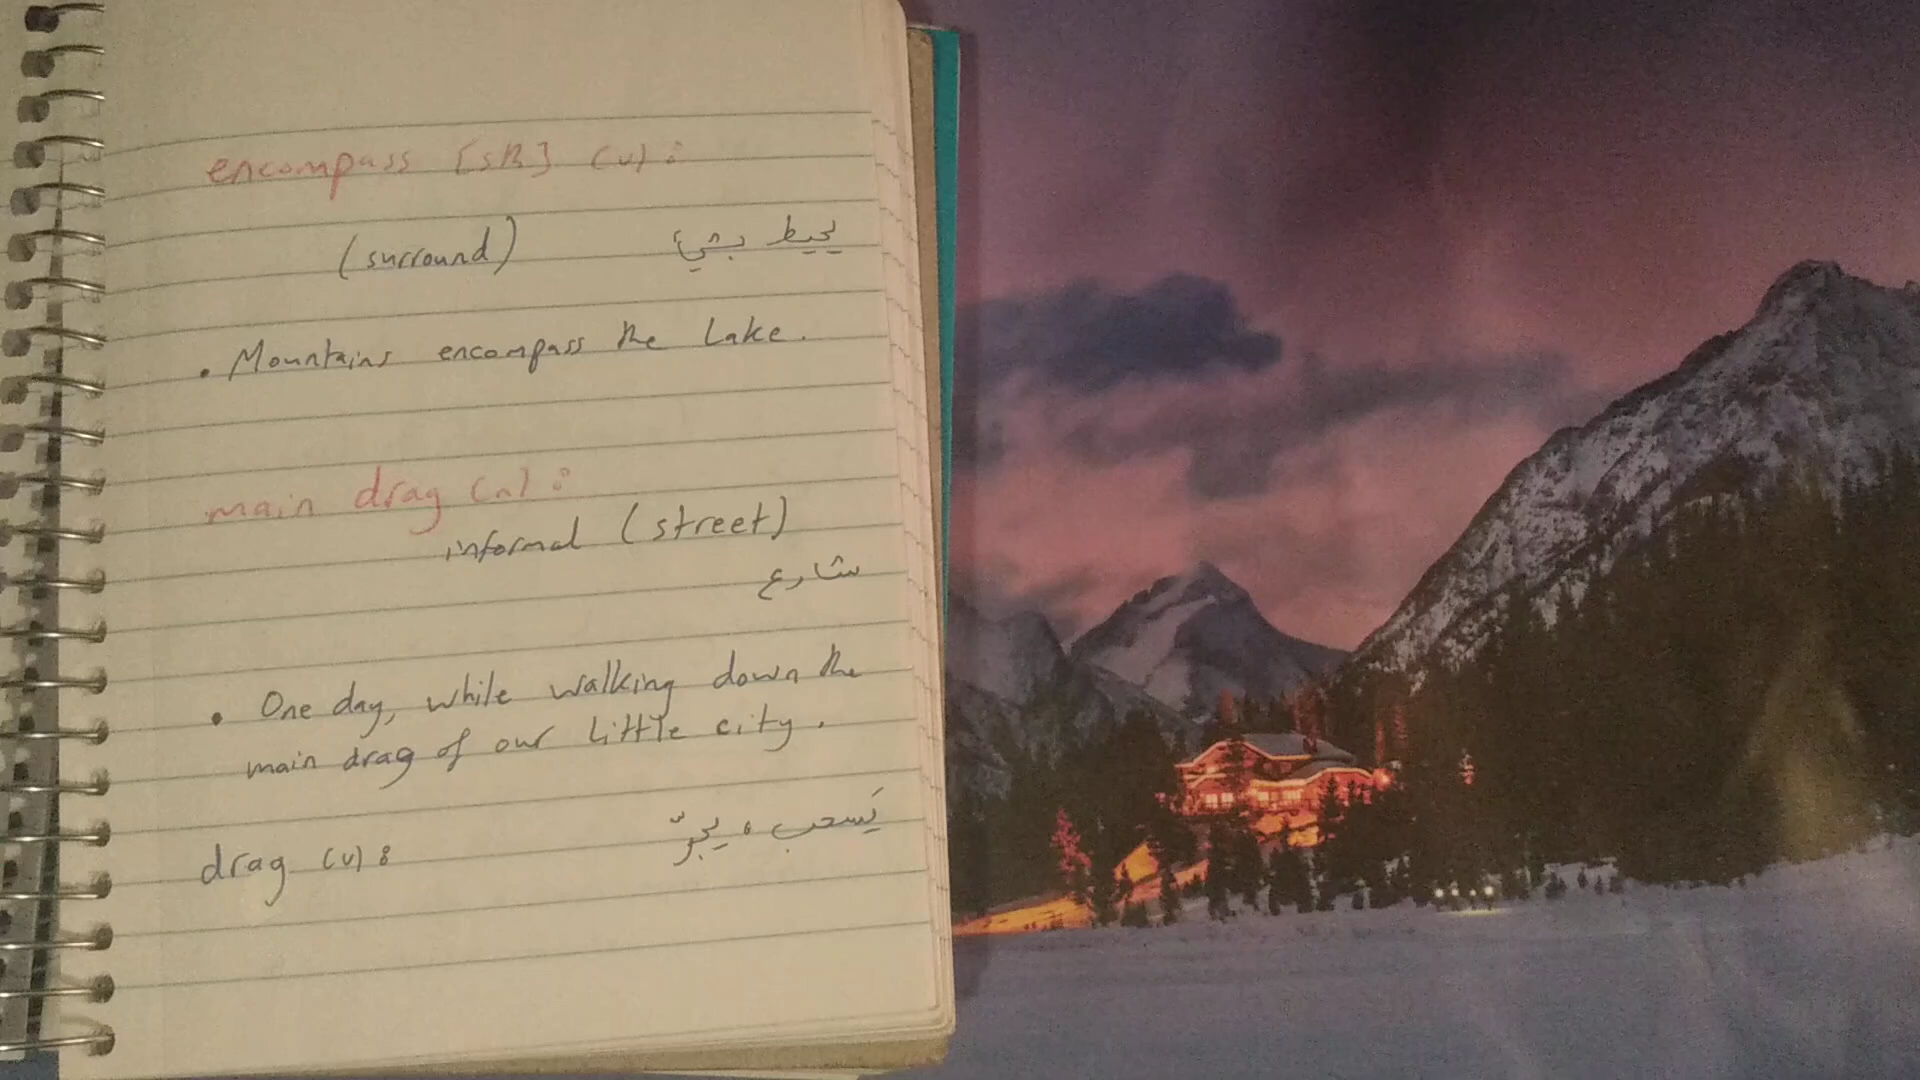 encompass [sth] (v) :
(surround) يحيط بشيء
. Mountains encompass the Lake.
main drag (n) :
informal (street)
شارع
. One day, while walking down the
main drag of our little city.
drag (v) : يَسحب ، يجرّ